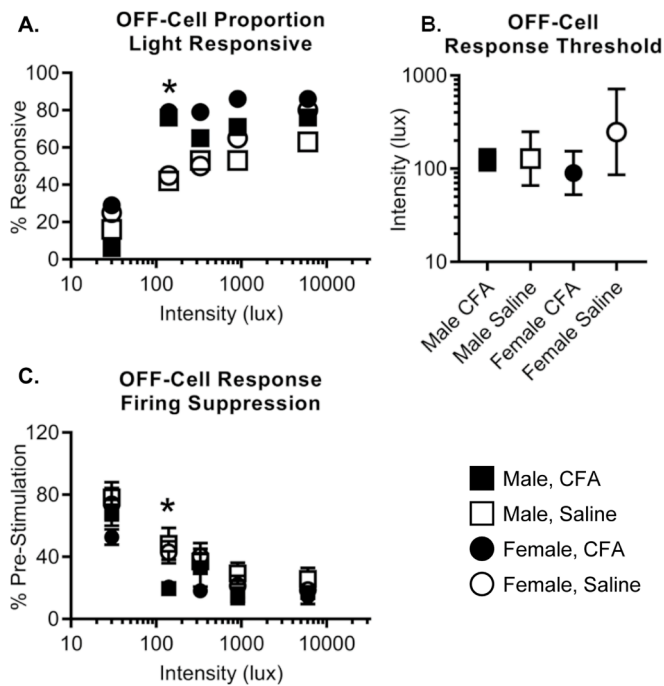 A.
OFF-Cell Proportion
Light Responsive
% Responsive
100
80
60
40
20
0
*
10
100
1000
10000
Intensity (lux)
B.
OFF-Cell
Response Threshold
Intensity (lux)
1000
100
10
Male CFA
Male Saline
Female CFA
Female Saline
C.
OFF-Cell Response
Firing Suppression
% Pre-Stimulation
120
80
40
0
*
10
100
1000
10000
Intensity (lux)
Male, CFA
Male, Saline
Female, CFA
Female, Saline